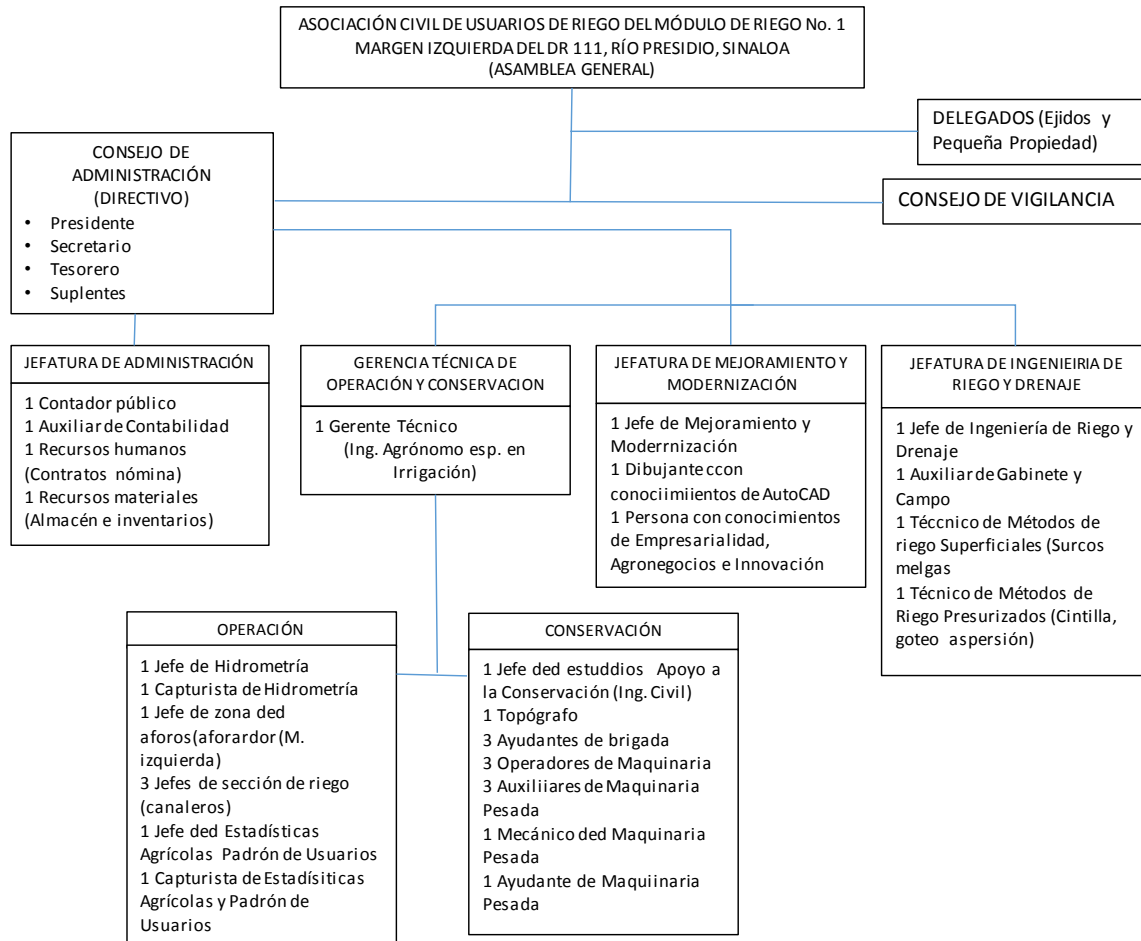 ASOCIACIÓN CIVIL DE USUARIOS DE RIEGO DEL MÓDULO DE RIEGO No. 1
MARGEN IZQUIERDA DEL DR 111, RÍO PRESIDIO, SINALOA
(ASAMBLEA GENERAL)
DELEGADOS (Ejidos y
Pequeña Propiedad)
CONSEJO DE
ADMINISTRACIÓN
(DIRECTIVO)
• Presidente
• Secretario
• Tesorero
• Suplentes
CONSEJO DE VIGILANCIA
JEFATURA DE ADMINISTRACIÓN
1 Contador público
1 Auxiliar de Contabilidad
1 Recursos humanos
(Contratos nómina)
1 Recursos materiales
(Almacén e inventarios)
GERENCIA TÉCNICA DE
OPERACIÓN Y CONSERVACION
1 Gerente Técnico
(Ing. Agrónomo esp. en
Irrigación)
JEFATURA DE MEJORAMIENTO Y
MODERNIZACIÓN
1 Jefe de Mejoramiento y
Moderrnización
1 Dibujante ccon
conociimiientos de AutoCAD
1 Persona con conocimientos
de Empresarialidad,
Agronegocios e Innovación
JEFATURA DE INGENIEIRIA DE
RIEGO Y DRENAJE
1 Jefe de Ingeniería de Riego y
Drenaje
1 Auxiliar de Gabinete y
Campo
1 Téccnico de Métodos de
riego Superficiales (Surcos
melgas
1 Técnico de Métodos de
Riego Presurizados (Cintilla,
goteo aspersión)
OPERACIÓN
1 Jefe de Hidrometría
1 Capturista de Hidrometría
1 Jefe de zona ded
aforos(aforardor (M.
izquierda)
3 Jefes de sección de riego
(canaleros)
1 Jefe ded Estadísticas
Agrícolas Padrón de Usuarios
1 Capturista de Estadísiticas
Agrícolas y Padrón de
Usuarios
CONSERVACIÓN
1 Jefe ded estuddios Apoyo a
la Conservación (Ing. Civil)
1 Topógrafo
3 Ayudantes de brigada
3 Operadores de Maquinaria
3 Auxiliiares de Maquinaria
Pesada
1 Mecánico ded Maquinaria
Pesada
1 Ayudante de Maquiinaria
Pesada